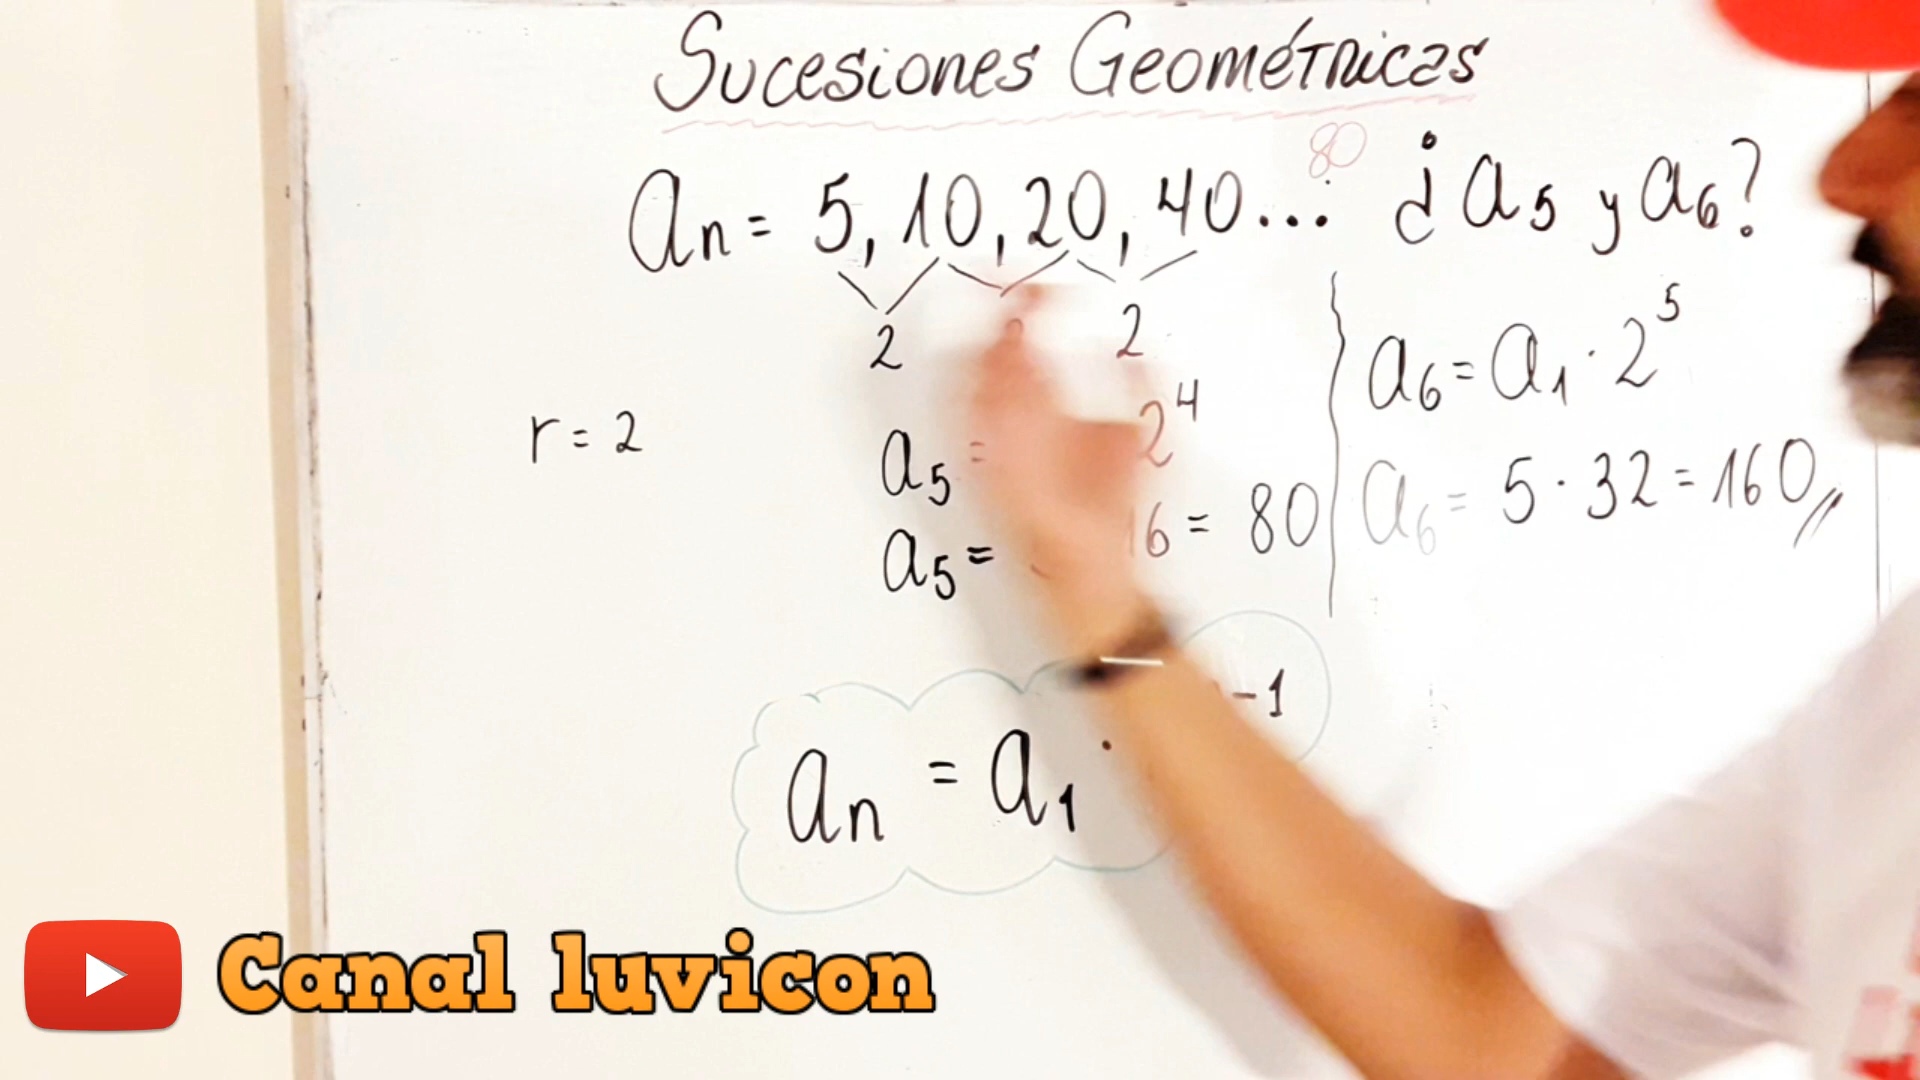 Sucesiones Geométricas
80
an = 5, 10, 20, 40... ¿ a5 y a6?
2 2
r = 2
a5 = 2^4
a5 = 16 = 80
a6 = a1 · 2^5
a6 = 5 · 32 = 160
an = a1 · -1
Canal luvicon